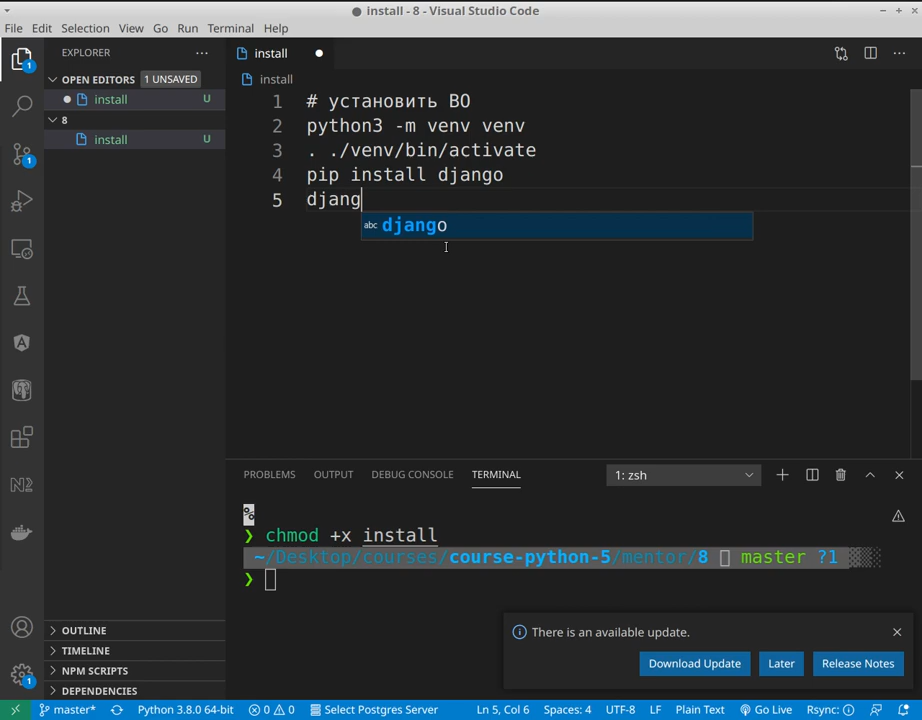 install - 8 - Visual Studio Code
File Edit Selection View Go Run Terminal Help
EXPLORER
OPEN EDITORS 1 UNSAVED
install U
8
install U
OUTLINE
TIMELINE
NPM SCRIPTS
DEPENDENCIES
install
install
1 # установить ВО
2 python3 -m venv venv
3 . ./venv/bin/activate
4 pip install django
5 djang
abc django
PROBLEMS OUTPUT DEBUG CONSOLE TERMINAL 1: zsh
%
❯ chmod +x install
~/Desktop/courses/course-python-5/mentor/8 master ?1
❯
There is an available update.
Download Update Later Release Notes
master* Python 3.8.0 64-bit 0 0 Select Postgres Server Ln 5, Col 6 Spaces: 4 UTF-8 LF Plain Text Go Live Rsync: